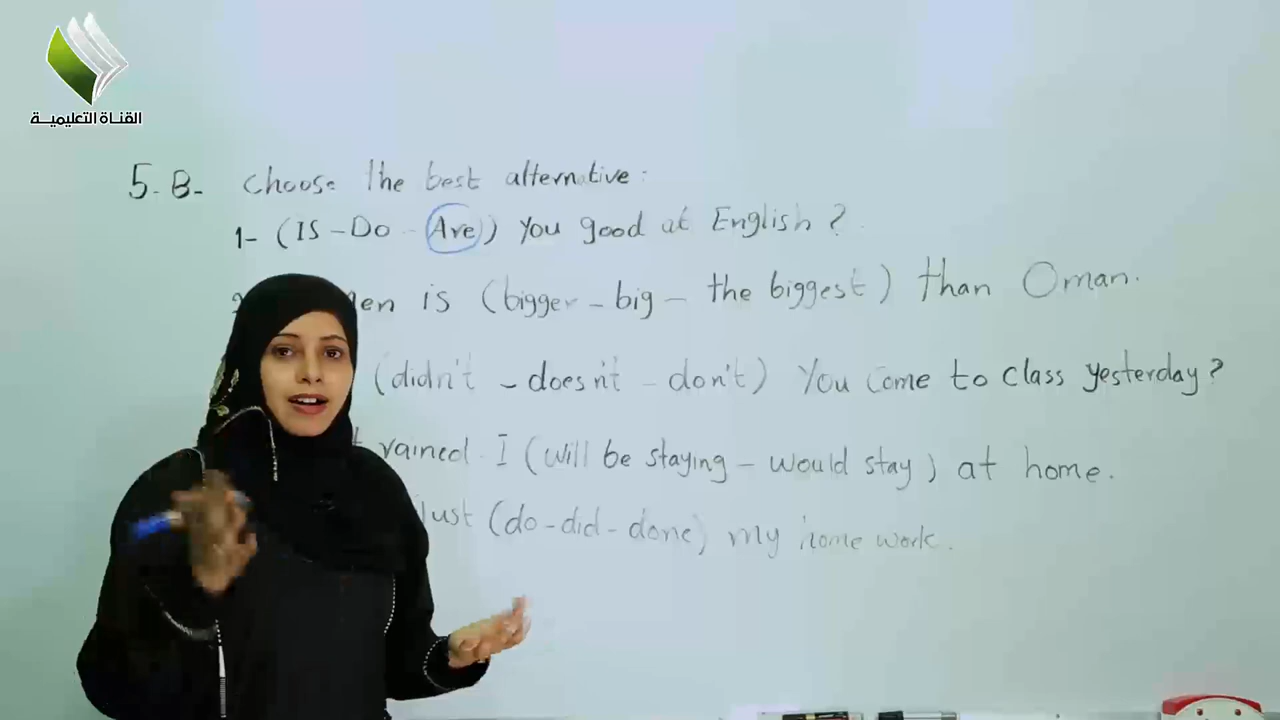 القناة التعليمية
5-B- Choose the best alternative:
1- (IS - Do - Are) You good at English?
is (bigger - big - the biggest) than Oman.
(didn't - doesn't - don't) You come to class yesterday?
rained. I (will be staying - would stay) at home.
Just (do - did - done) my home work.